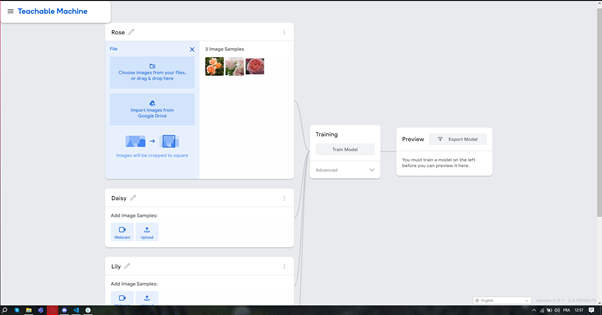 Teachable Machine
Rose
File
Choose images from your files,
or drag & drop here
Import images from
Google Drive
Images will be cropped to square
3 Image Samples
Training
Train Model
Advanced
Preview
Export Model
You must train a model on the left
before you can preview it here.
Daisy
Add Image Samples:
Webcam
Upload
Lily
Add Image Samples:
English
FRA
12:57